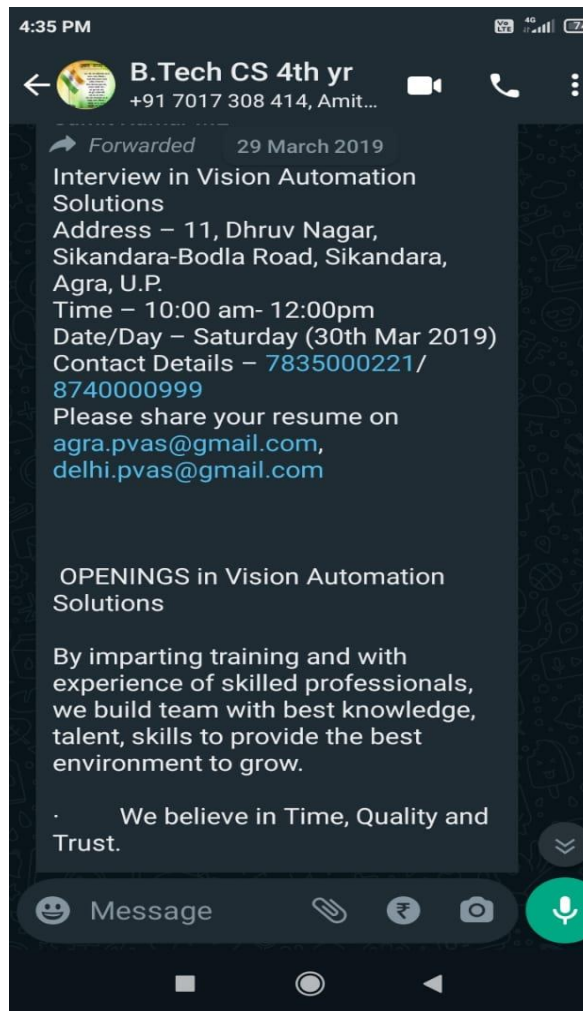 4:35 PM
Vo LTE 4G 74
B.Tech CS 4th yr
+91 7017 308 414, Amit...
Forwarded 29 March 2019
Interview in Vision Automation
Solutions
Address – 11, Dhruv Nagar,
Sikandara-Bodla Road, Sikandara,
Agra, U.P.
Time – 10:00 am- 12:00pm
Date/Day – Saturday (30th Mar 2019)
Contact Details – 7835000221/
8740000999
Please share your resume on
agra.pvas@gmail.com,
delhi.pvas@gmail.com
OPENINGS in Vision Automation
Solutions
By imparting training and with
experience of skilled professionals,
we build team with best knowledge,
talent, skills to provide the best
environment to grow.
· We believe in Time, Quality and
Trust.
Message
₹